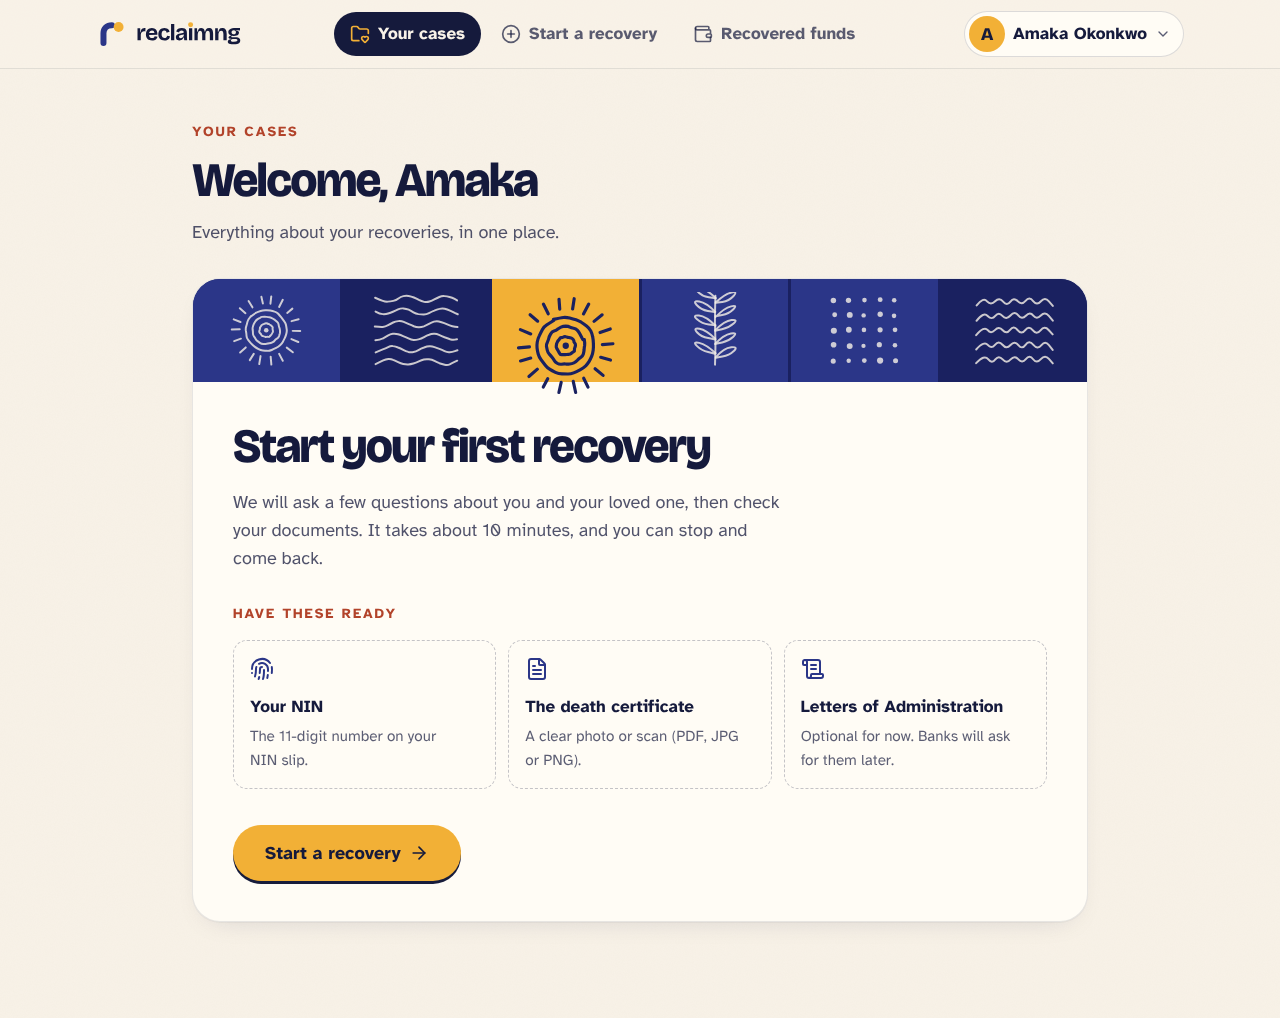 reclaimng
Your cases
Start a recovery
Recovered funds
A
Amaka Okonkwo
YOUR CASES
Welcome, Amaka
Everything about your recoveries, in one place.
Start your first recovery
We will ask a few questions about you and your loved one, then check
your documents. It takes about 10 minutes, and you can stop and
come back.
HAVE THESE READY
Your NIN
The 11-digit number on your
NIN slip.
The death certificate
A clear photo or scan (PDF, JPG
or PNG).
Letters of Administration
Optional for now. Banks will ask
for them later.
Start a recovery